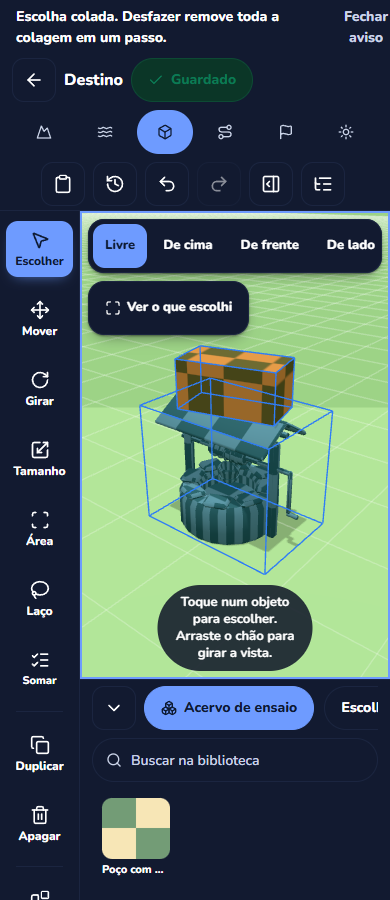 Escolha colada. Desfazer remove toda a
colagem em um passo.
Fechar
aviso
Destino
Guardado
Escolher
Mover
Girar
Tamanho
Área
Laço
Somar
Duplicar
Apagar
Livre
De cima
De frente
De lado
Ver o que escolhi
Toque num objeto
para escolher.
Arraste o chão para
girar a vista.
Acervo de ensaio
Buscar na biblioteca
Poço com ...